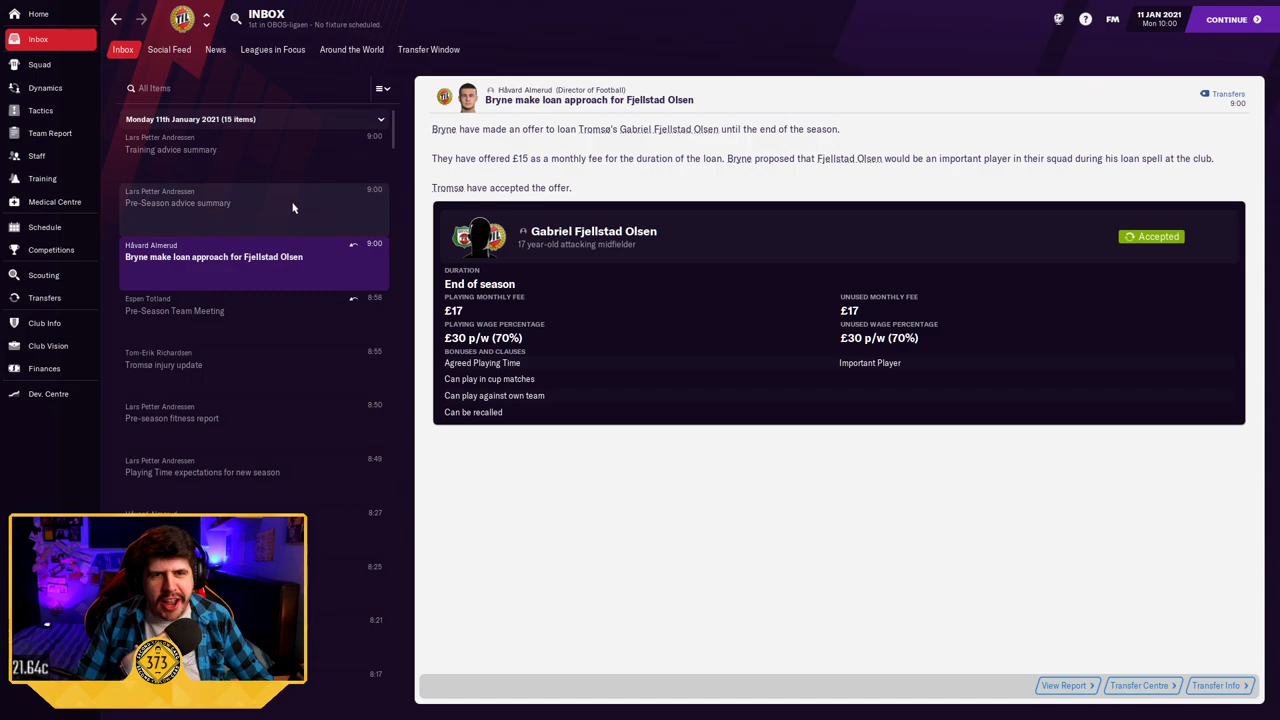 Home
Inbox
Squad
Dynamics
Tactics
Team Report
Staff
Training
Medical Centre
Schedule
Competitions
Scouting
Transfers
Club Info
Club Vision
Finances
Dev. Centre
INBOX
1st in OBOS-ligaen - No fixture scheduled.
FM
11 JAN 2021
Mon 10:00
CONTINUE
Inbox
Social Feed
News
Leagues in Focus
Around the World
Transfer Window
All Items
Monday 11th January 2021 (15 items)
Lars Petter Andressen 9:00
Training advice summary
Lars Petter Andressen 9:00
Pre-Season advice summary
Håvard Almerud 9:00
Bryne make loan approach for Fjellstad Olsen
Espen Totland 8:58
Pre-Season Team Meeting
Tom-Erik Richardsen 8:55
Tromsø injury update
Lars Petter Andressen 8:50
Pre-season fitness report
Lars Petter Andressen 8:49
Playing Time expectations for new season
8:27
8:25
8:21
8:17
Håvard Almerud (Director of Football)
Bryne make loan approach for Fjellstad Olsen
Transfers
9:00
Bryne have made an offer to loan Tromsø's Gabriel Fjellstad Olsen until the end of the season.
They have offered £15 as a monthly fee for the duration of the loan. Bryne proposed that Fjellstad Olsen would be an important player in their squad during his loan spell at the club.
Tromsø have accepted the offer.
Gabriel Fjellstad Olsen
17 year-old attacking midfielder
Accepted
DURATION
End of season
PLAYING MONTHLY FEE UNUSED MONTHLY FEE
£17 £17
PLAYING WAGE PERCENTAGE UNUSED WAGE PERCENTAGE
£30 p/w (70%) £30 p/w (70%)
BONUSES AND CLAUSES
Agreed Playing Time Important Player
Can play in cup matches
Can play against own team
Can be recalled
View Report
Transfer Centre
Transfer Info
373
21.64c